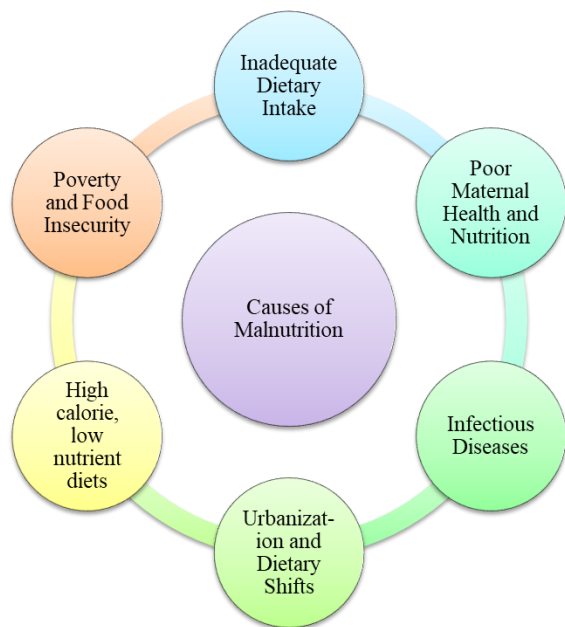 Inadequate
Dietary
Intake
Poor
Maternal
Health and
Nutrition
Infectious
Diseases
Urbanizat-
ion and
Dietary
Shifts
High
calorie,
low
nutrient
diets
Poverty
and Food
Insecurity
Causes of
Malnutrition